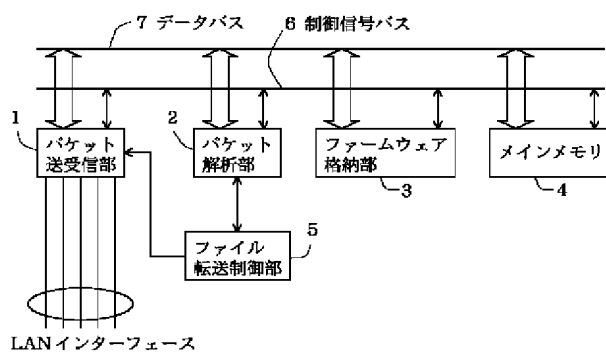 7 データバス
6 制御信号バス
1
パケット
送受信部
2
パケット
解析部
ファームウェア
格納部
3
メインメモリ
4
ファイル
転送制御部
5
LANインターフェース